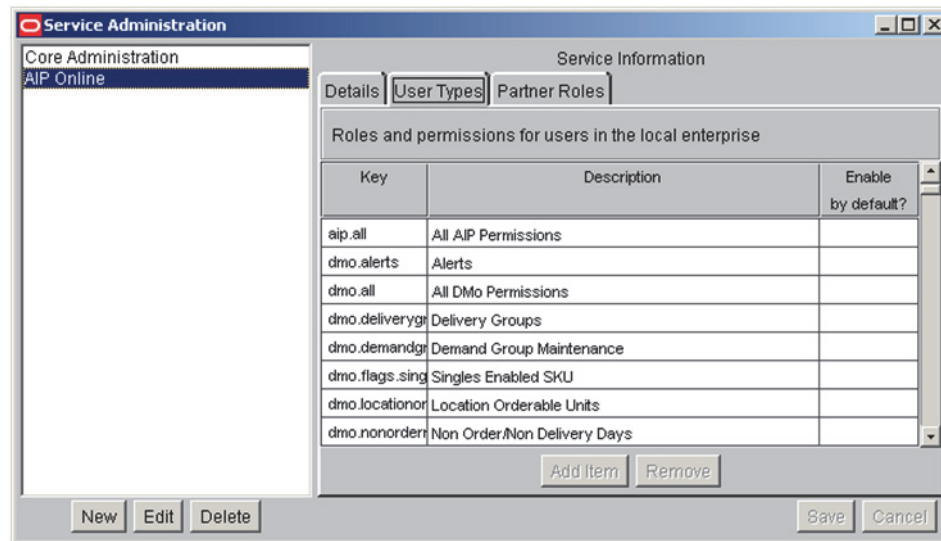 Service Administration
Core Administration
AIP Online
Service Information
Details User Types Partner Roles
Roles and permissions for users in the local enterprise
Key Description Enable by default?
aip.all All AIP Permissions
dmo.alerts Alerts
dmo.all All DMo Permissions
dmo.deliverygr Delivery Groups
dmo.demandgr Demand Group Maintenance
dmo.flags.sing Singles Enabled SKU
dmo.locationor Location Orderable Units
dmo.nonorderr Non Order/Non Delivery Days
Add Item Remove
New Edit Delete Save Cancel